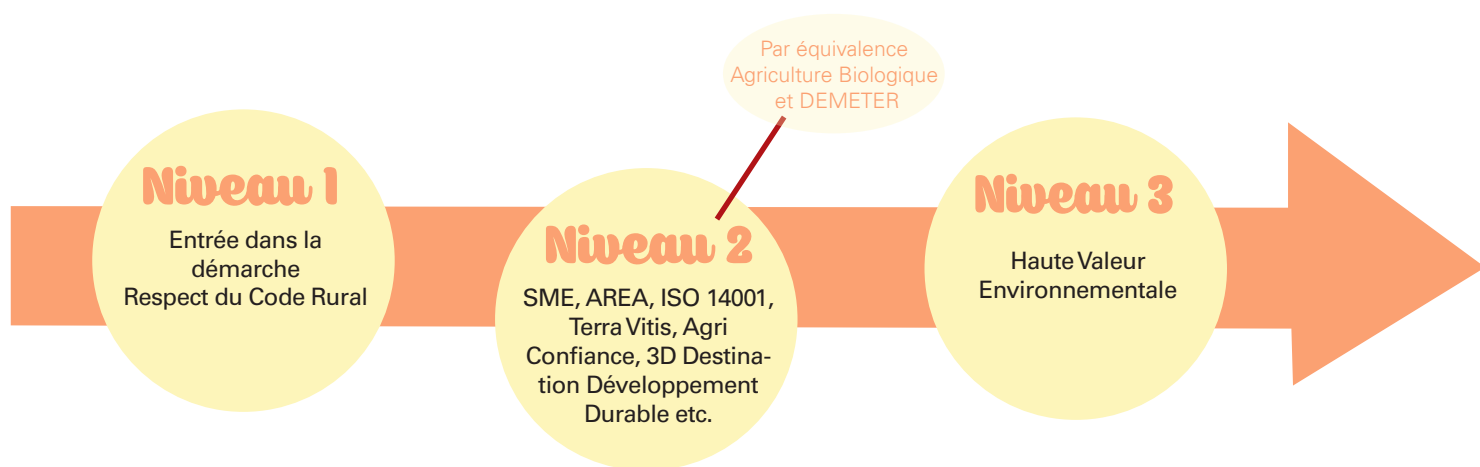 Par équivalence
Agriculture Biologique
et DEMETER
Niveau 1
Entrée dans la
démarche
Respect du Code Rural
Niveau 2
SME, AREA, ISO 14001,
Terra Vitis, Agri
Confiance, 3D Destina-
tion Développement
Durable etc.
Niveau 3
Haute Valeur
Environnementale